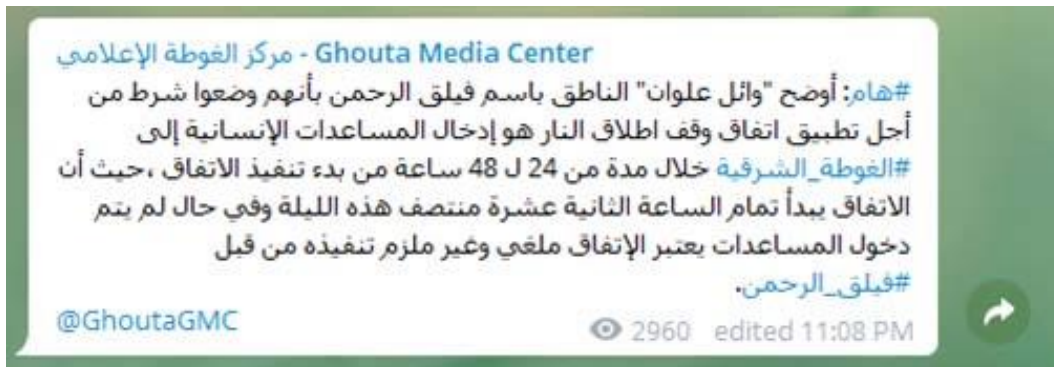 مركز الغوطة الإعلامي - Ghouta Media Center
#هام: أوضح "وائل علوان" الناطق باسم فيلق الرحمن بأنهم وضعوا شرط من
أجل تطبيق اتفاق وقف اطلاق النار هو إدخال المساعدات الإنسانية إلى
#الغوطة_الشرقية خلال مدة من 24 ل 48 ساعة من بدء تنفيذ الاتفاق ،حيث أن
الاتفاق يبدأ تمام الساعة الثانية عشرة منتصف هذه الليلة وفي حال لم يتم
دخول المساعدات يعتبر الإتفاق ملغي وغير ملزم تنفيذه من قبل
#فيلق_الرحمن.
@GhoutaGMC 2960 edited 11:08 PM